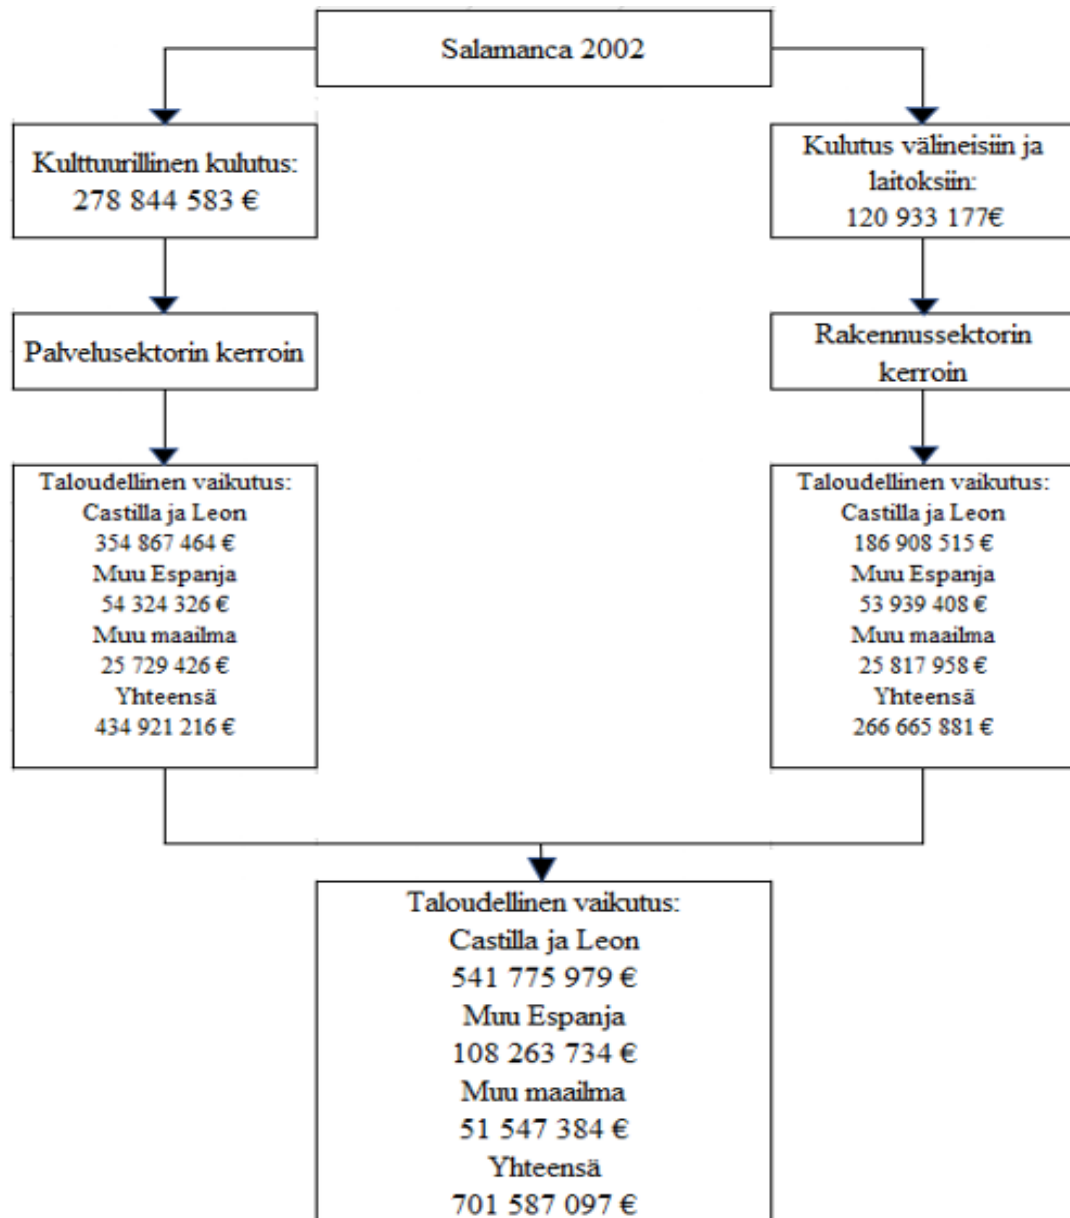 Salamanca 2002
Kulttuurillinen kulutus:
278 844 583 €
Kulutus välineisiin ja
laitoksiin:
120 933 177€
Palvelusektorin kerroin
Rakennussektorin
kerroin
Taloudellinen vaikutus:
Castilla ja Leon
354 867 464 €
Muu Espanja
54 324 326 €
Muu maailma
25 729 426 €
Yhteensä
434 921 216 €
Taloudellinen vaikutus:
Castilla ja Leon
186 908 515 €
Muu Espanja
53 939 408 €
Muu maailma
25 817 958 €
Yhteensä
266 665 881 €
Taloudellinen vaikutus:
Castilla ja Leon
541 775 979 €
Muu Espanja
108 263 734 €
Muu maailma
51 547 384 €
Yhteensä
701 587 097 €